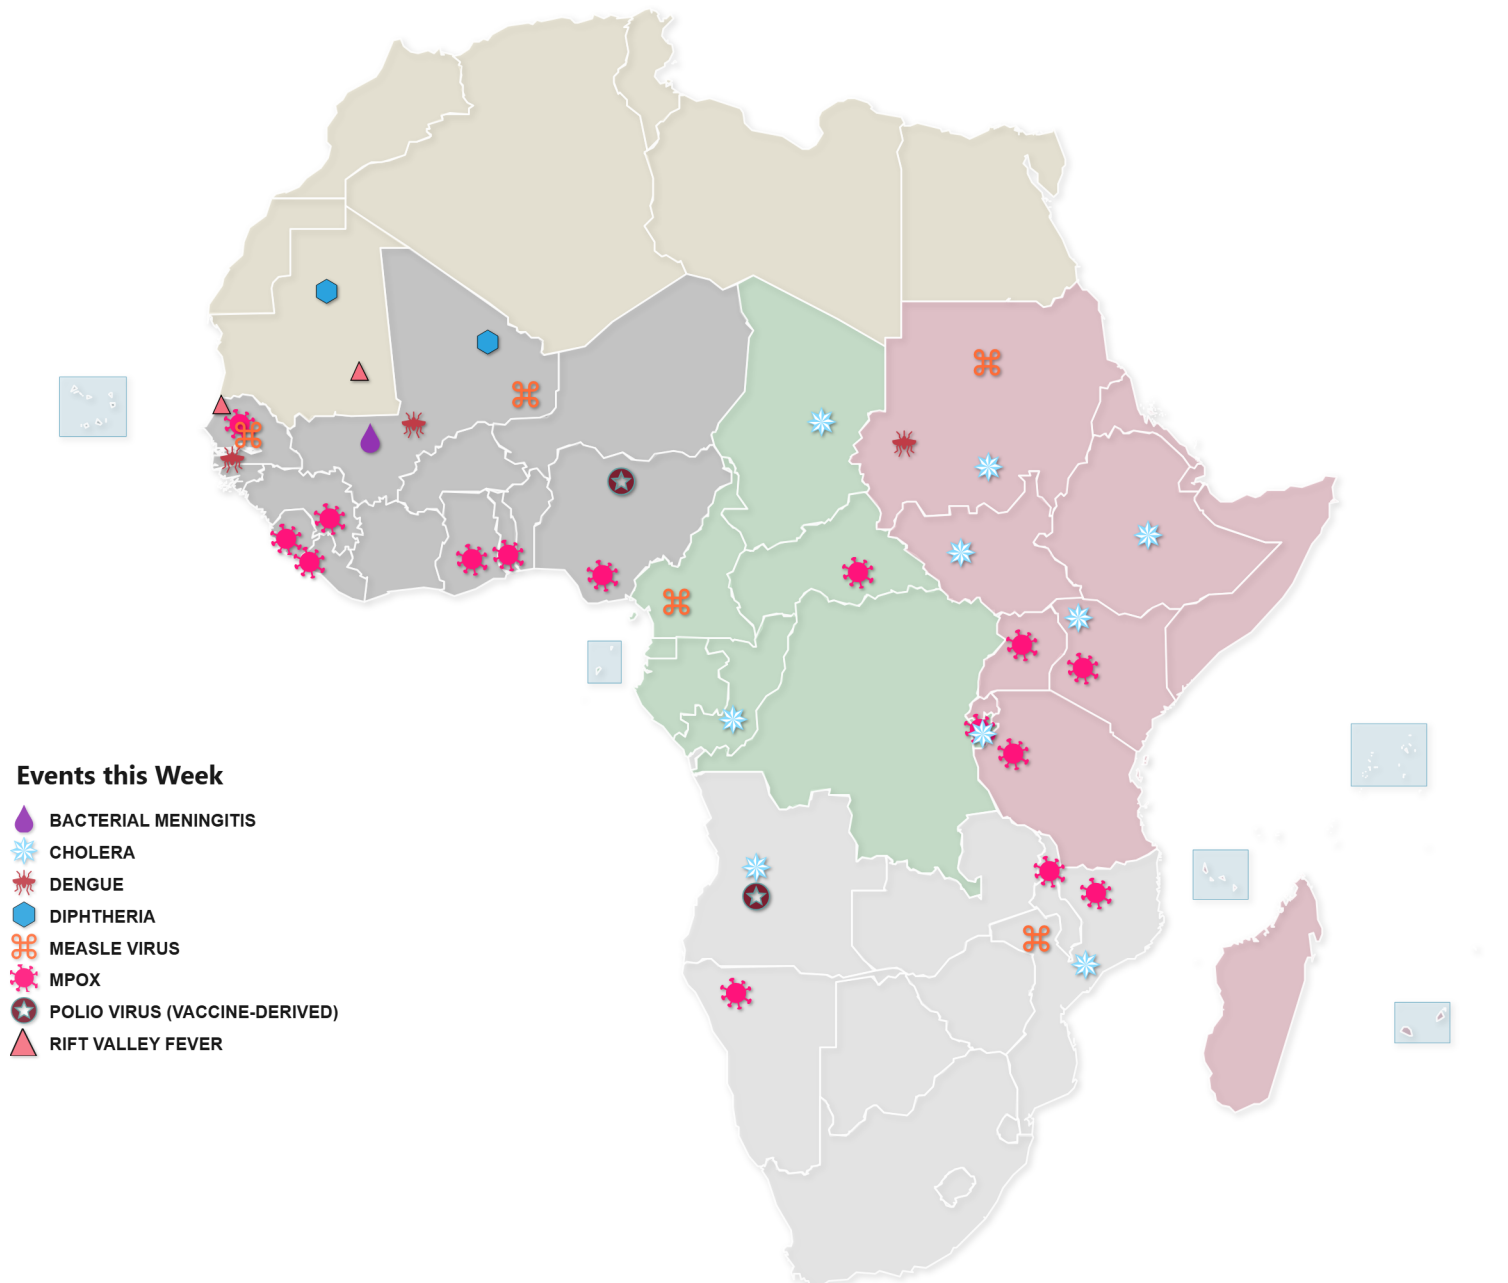 Events this Week
BACTERIAL MENINGITIS
CHOLERA
DENGUE
DIPHTHERIA
MEASLE VIRUS
MPOX
POLIO VIRUS (VACCINE-DERIVED)
RIFT VALLEY FEVER